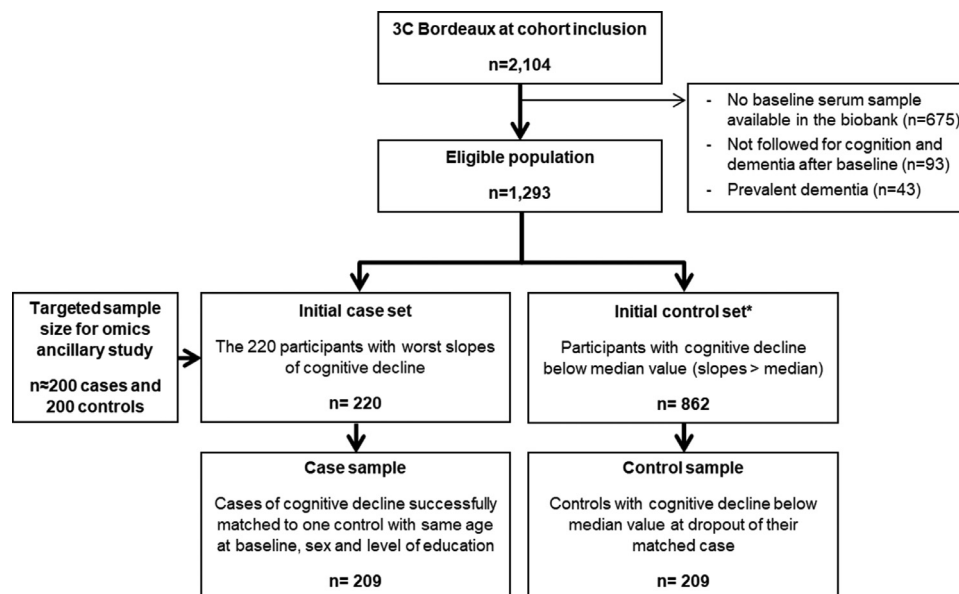 3C Bordeaux at cohort inclusion
n=2,104
- No baseline serum sample
available in the biobank (n=675)
- Not followed for cognition and
dementia after baseline (n=93)
- Prevalent dementia (n=43)
Eligible population
n=1,293
Targeted sample
size for omics
ancillary study
n≈200 cases and
200 controls
Initial case set
The 220 participants with worst slopes
of cognitive decline
n= 220
Initial control set*
Participants with cognitive decline
below median value (slopes > median)
n= 862
Case sample
Cases of cognitive decline successfully
matched to one control with same age
at baseline, sex and level of education
n= 209
Control sample
Controls with cognitive decline below
median value at dropout of their
matched case
n= 209